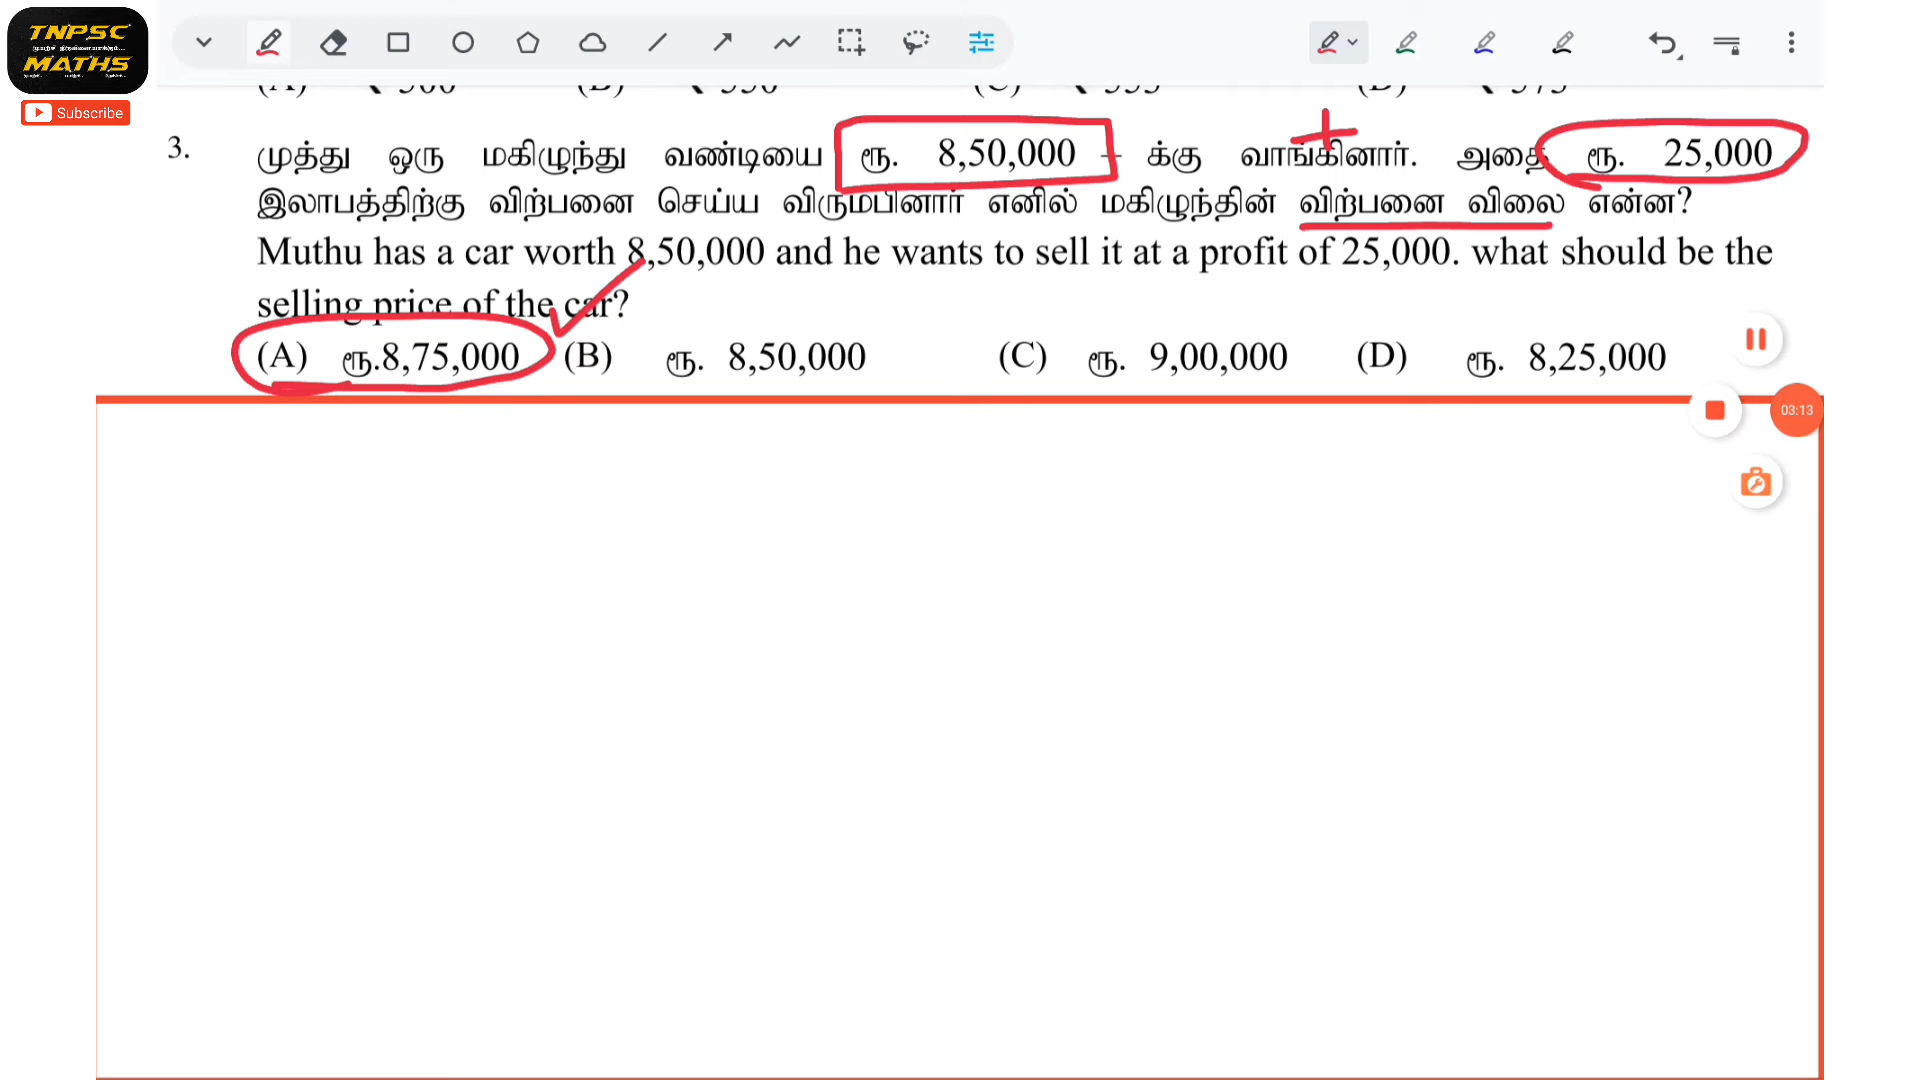 TNPSC
MATHS
Subscribe
3. முத்து ஒரு மகிழுந்து வண்டியை ரூ. 8,50,000 - க்கு வாங்கினார். அதை ரூ. 25,000
இலாபத்திற்கு விற்பனை செய்ய விரும்பினார் எனில் மகிழுந்தின் விற்பனை விலை என்ன?
Muthu has a car worth 8,50,000 and he wants to sell it at a profit of 25,000. what should be the
selling price of the car?
(A) ரூ.8,75,000 (B) ரூ. 8,50,000 (C) ரூ. 9,00,000 (D) ரூ. 8,25,000
03:13